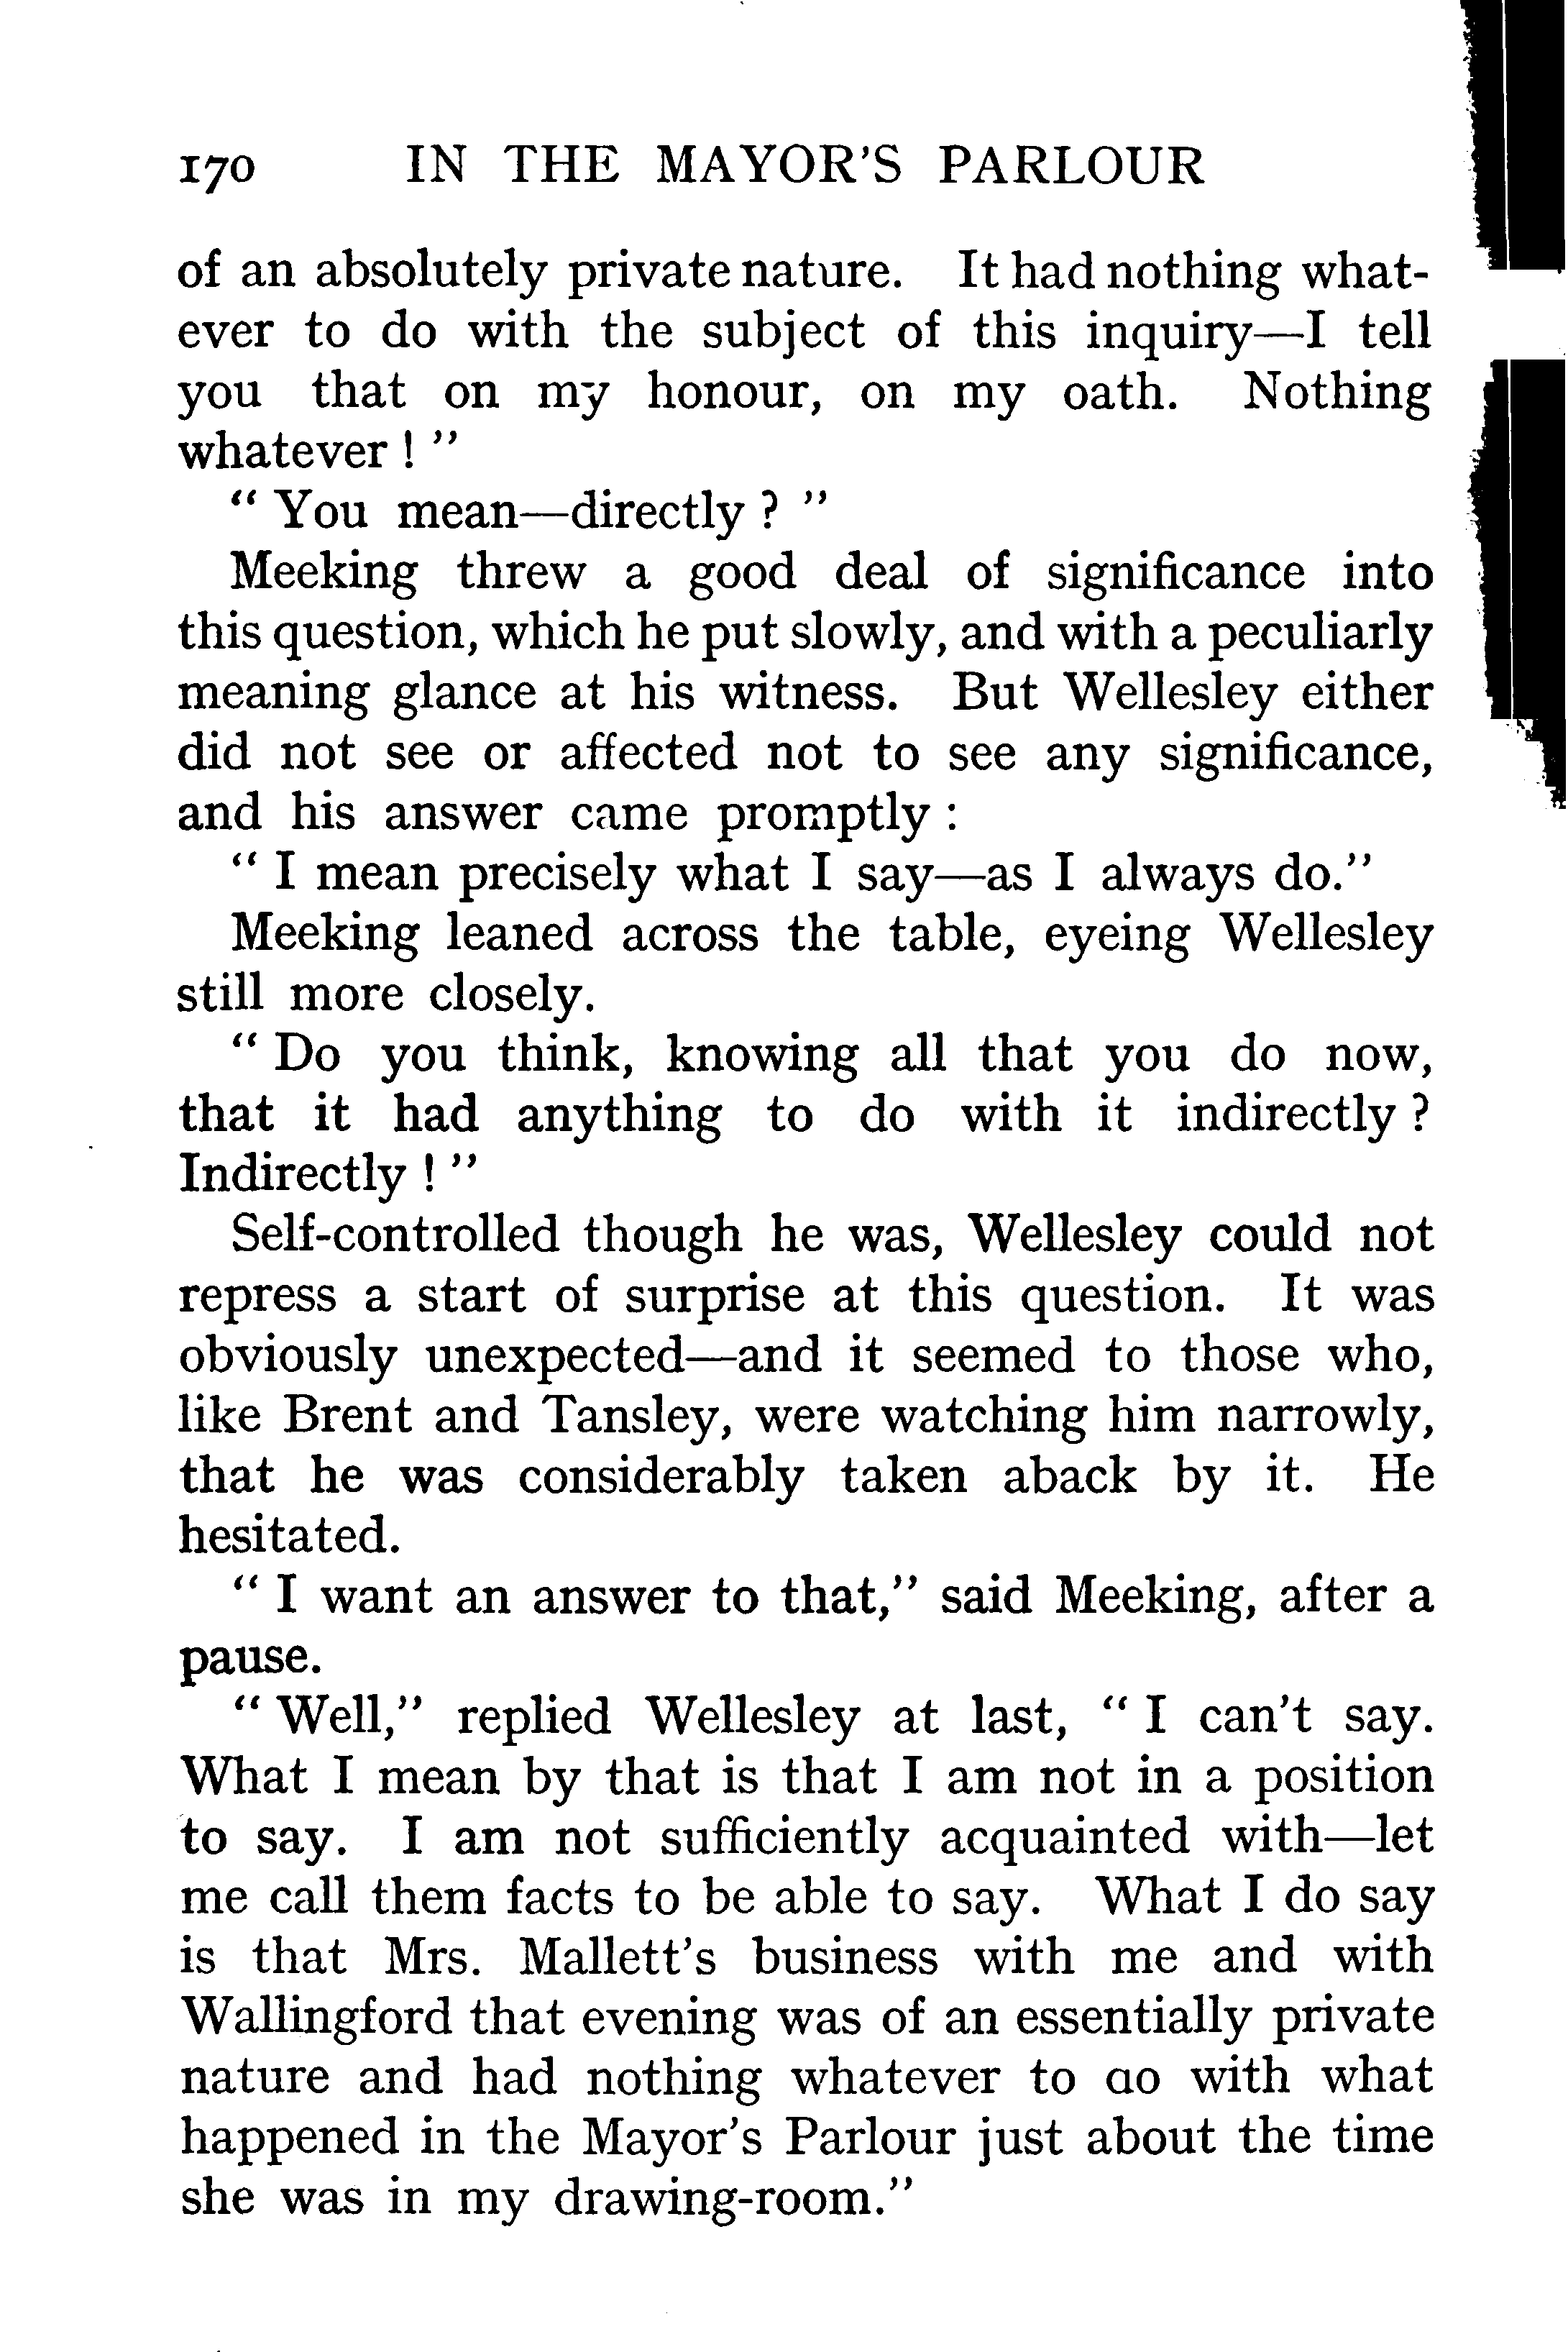 170 IN THE MAYOR'S PARLOUR
of an absolutely private nature. It had nothing what-
ever to do with the subject of this inquiry—I tell
you that on my honour, on my oath. Nothing
whatever ! ”
“ You mean—directly ? ”
Meeking threw a good deal of significance into
this question, which he put slowly, and with a peculiarly
meaning glance at his witness. But Wellesley either
did not see or affected not to see any significance,
and his answer came promptly :
“ I mean precisely what I say—as I always do.”
Meeking leaned across the table, eyeing Wellesley
still more closely.
“ Do you think, knowing all that you do now,
that it had anything to do with it indirectly ?
Indirectly ! ”
Self-controlled though he was, Wellesley could not
repress a start of surprise at this question. It was
obviously unexpected—and it seemed to those who,
like Brent and Tansley, were watching him narrowly,
that he was considerably taken aback by it. He
hesitated.
“ I want an answer to that,” said Meeking, after a
pause.
“ Well,” replied Wellesley at last, “ I can't say.
What I mean by that is that I am not in a position
to say. I am not sufficiently acquainted with—let
me call them facts to be able to say. What I do say
is that Mrs. Mallett's business with me and with
Wallingford that evening was of an essentially private
nature and had nothing whatever to do with what
happened in the Mayor's Parlour just about the time
she was in my drawing-room.”